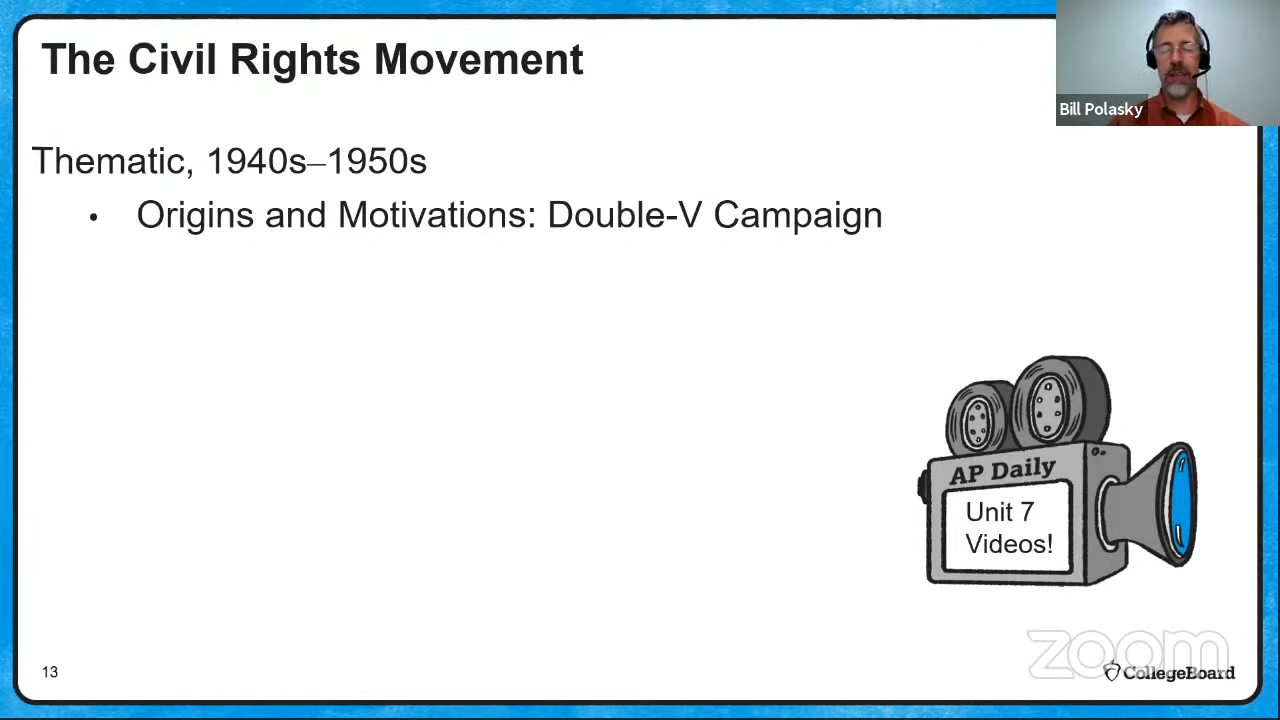 The Civil Rights Movement
Bill Polasky
Thematic, 1940s–1950s
• Origins and Motivations: Double-V Campaign
AP Daily
Unit 7
Videos!
zoom
13
CollegeBoard